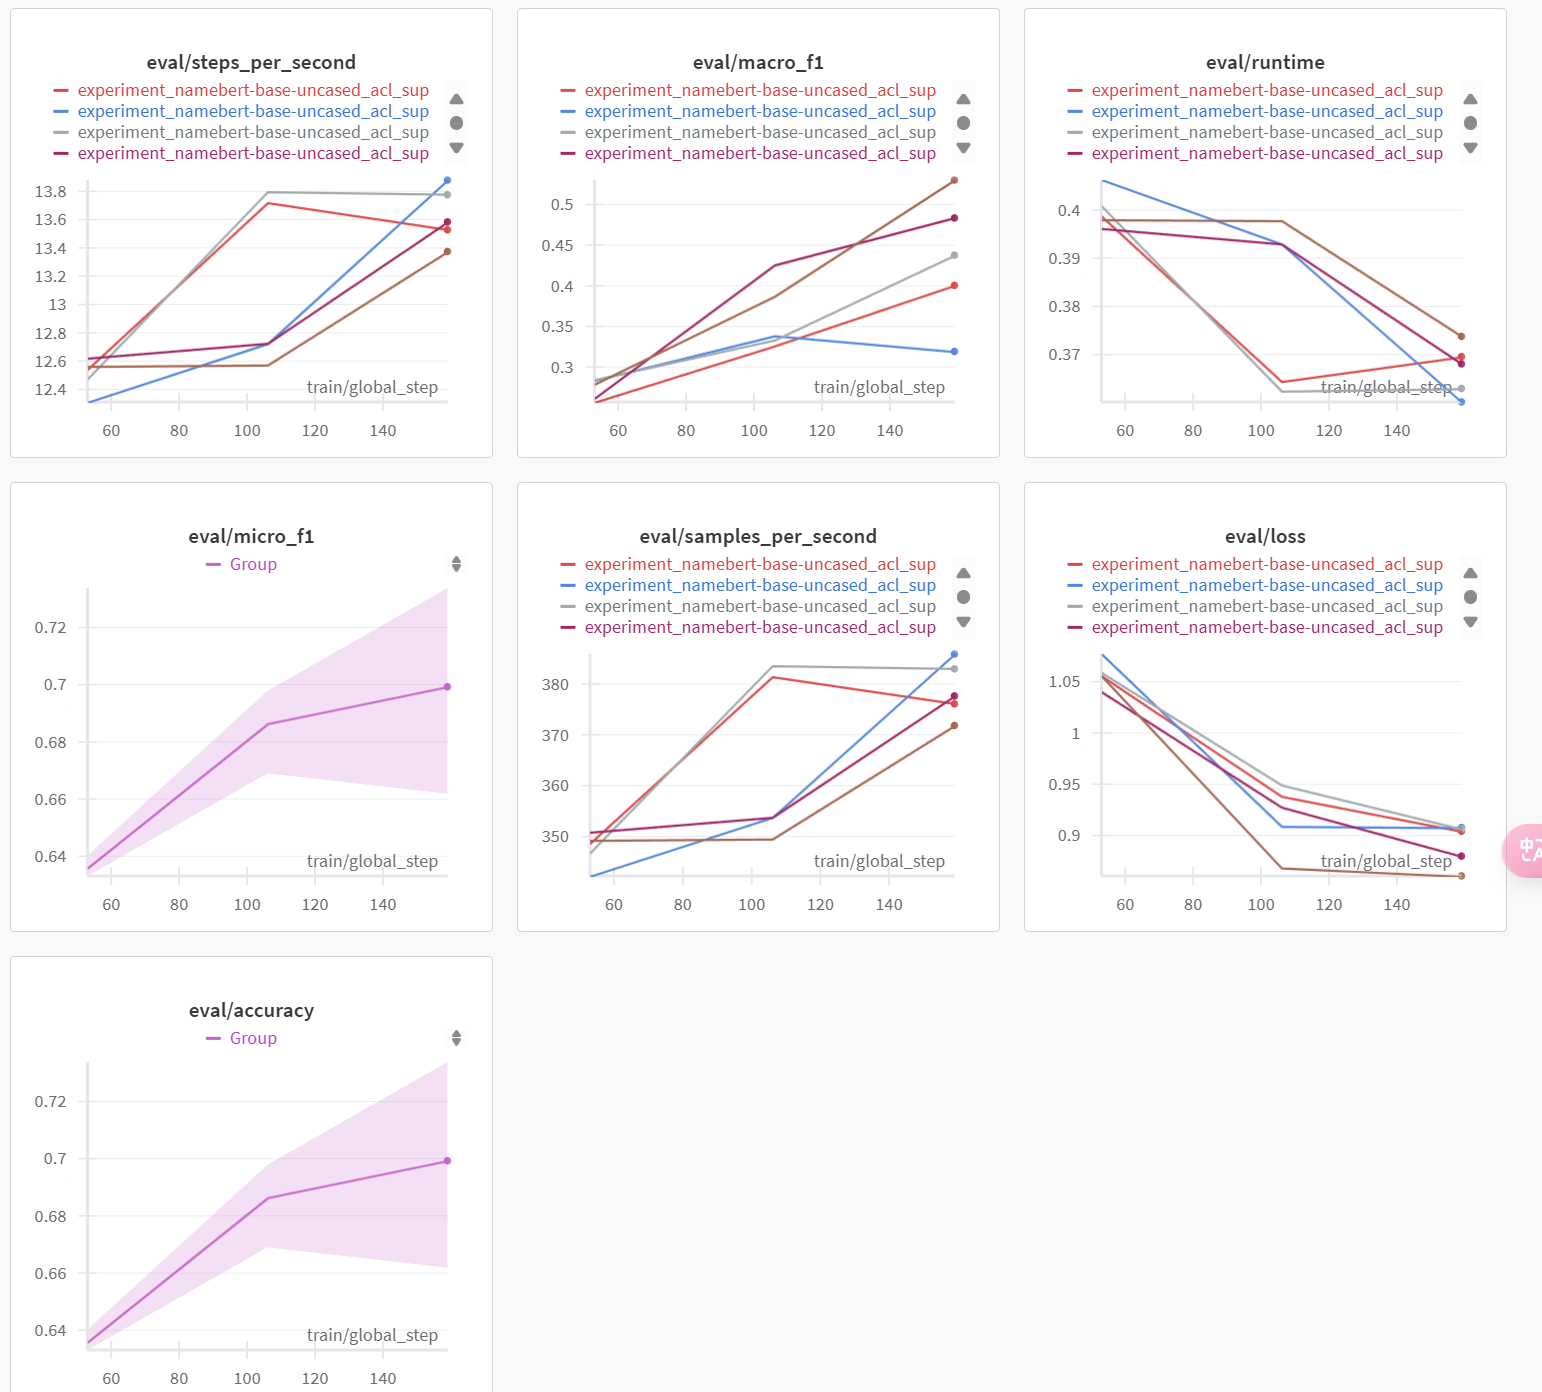 eval/steps_per_second
experiment_namebert-base-uncased_acl_sup
experiment_namebert-base-uncased_acl_sup
experiment_namebert-base-uncased_acl_sup
experiment_namebert-base-uncased_acl_sup
13.8
13.6
13.4
13.2
13
12.8
12.6
12.4
train/global_step
60 80 100 120 140
eval/macro_f1
experiment_namebert-base-uncased_acl_sup
experiment_namebert-base-uncased_acl_sup
experiment_namebert-base-uncased_acl_sup
experiment_namebert-base-uncased_acl_sup
0.5
0.45
0.4
0.35
0.3
train/global_step
60 80 100 120 140
eval/runtime
experiment_namebert-base-uncased_acl_sup
experiment_namebert-base-uncased_acl_sup
experiment_namebert-base-uncased_acl_sup
experiment_namebert-base-uncased_acl_sup
0.4
0.39
0.38
0.37
train/global_step
60 80 100 120 140
eval/micro_f1
Group
0.72
0.7
0.68
0.66
0.64
train/global_step
60 80 100 120 140
eval/samples_per_second
experiment_namebert-base-uncased_acl_sup
experiment_namebert-base-uncased_acl_sup
experiment_namebert-base-uncased_acl_sup
experiment_namebert-base-uncased_acl_sup
380
370
360
350
train/global_step
60 80 100 120 140
eval/loss
experiment_namebert-base-uncased_acl_sup
experiment_namebert-base-uncased_acl_sup
experiment_namebert-base-uncased_acl_sup
experiment_namebert-base-uncased_acl_sup
1.05
1
0.95
0.9
train/global_step
60 80 100 120 140
中
A
eval/accuracy
Group
0.72
0.7
0.68
0.66
0.64
train/global_step
60 80 100 120 140